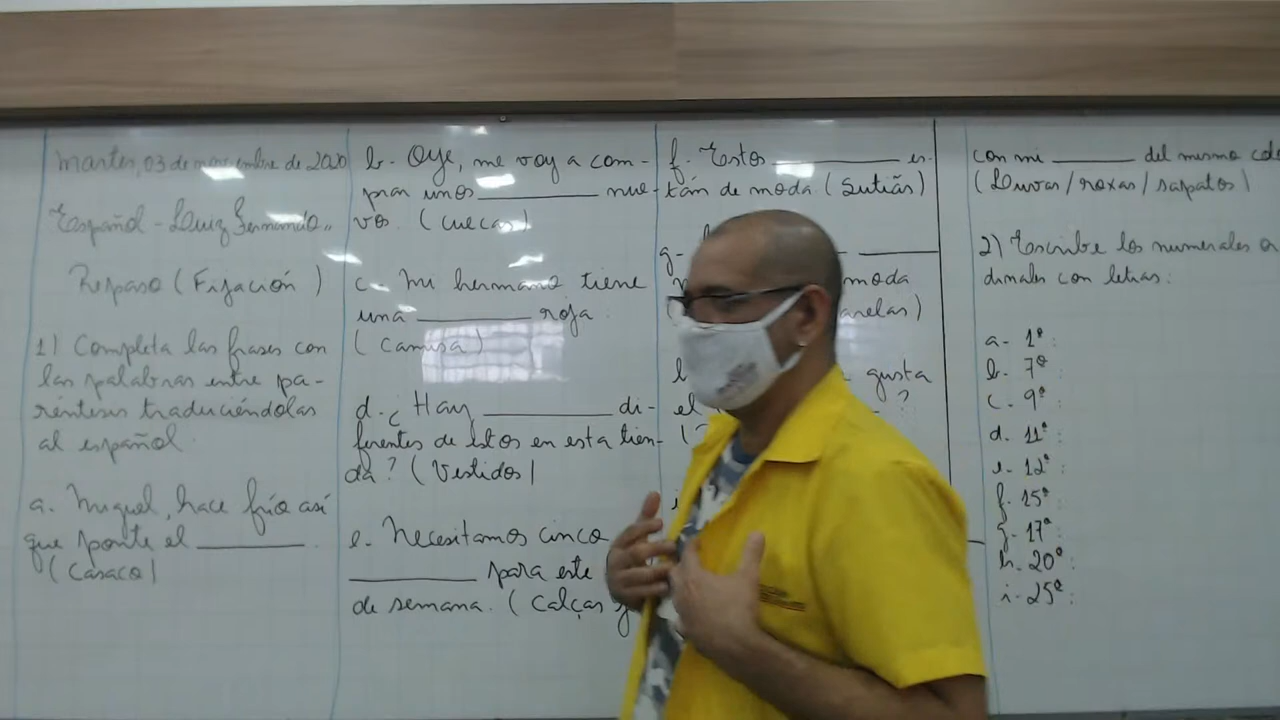 Martes, 03 de noviembre de 2020
Español - Luiz Fernando
Repaso (Fijación)
1) Completa las frases con
las palabras entre pa-
réntesis traduciéndolas
al español.
a. Miguel, hace frío así
que ponte el ________.
(Casaco)
b. Oye, me voy a com-
prar unos ________ nue-
vos. (cuecas)
c. Mi hermano tiene
una ________ roja.
(Camisa)
d. ¿Hay ________ di-
ferentes de estos en esta tien-
da? (Vestidos)
e. Necesitamos cinco
________ para este
de semana. (Calças
f. Estos ________ es-
tán de moda (Sutiãs)
g.
moda
gusta
el
?
con mi ________ del mismo
(Luvas/roxas/sapatos)
2) Escribe los numerales or
dinales con letras:
a- 1º:
b- 7º:
c- 9º:
d. 11º:
e. 12º:
f. 15º:
g. 17º:
h. 20º:
i. 25º: